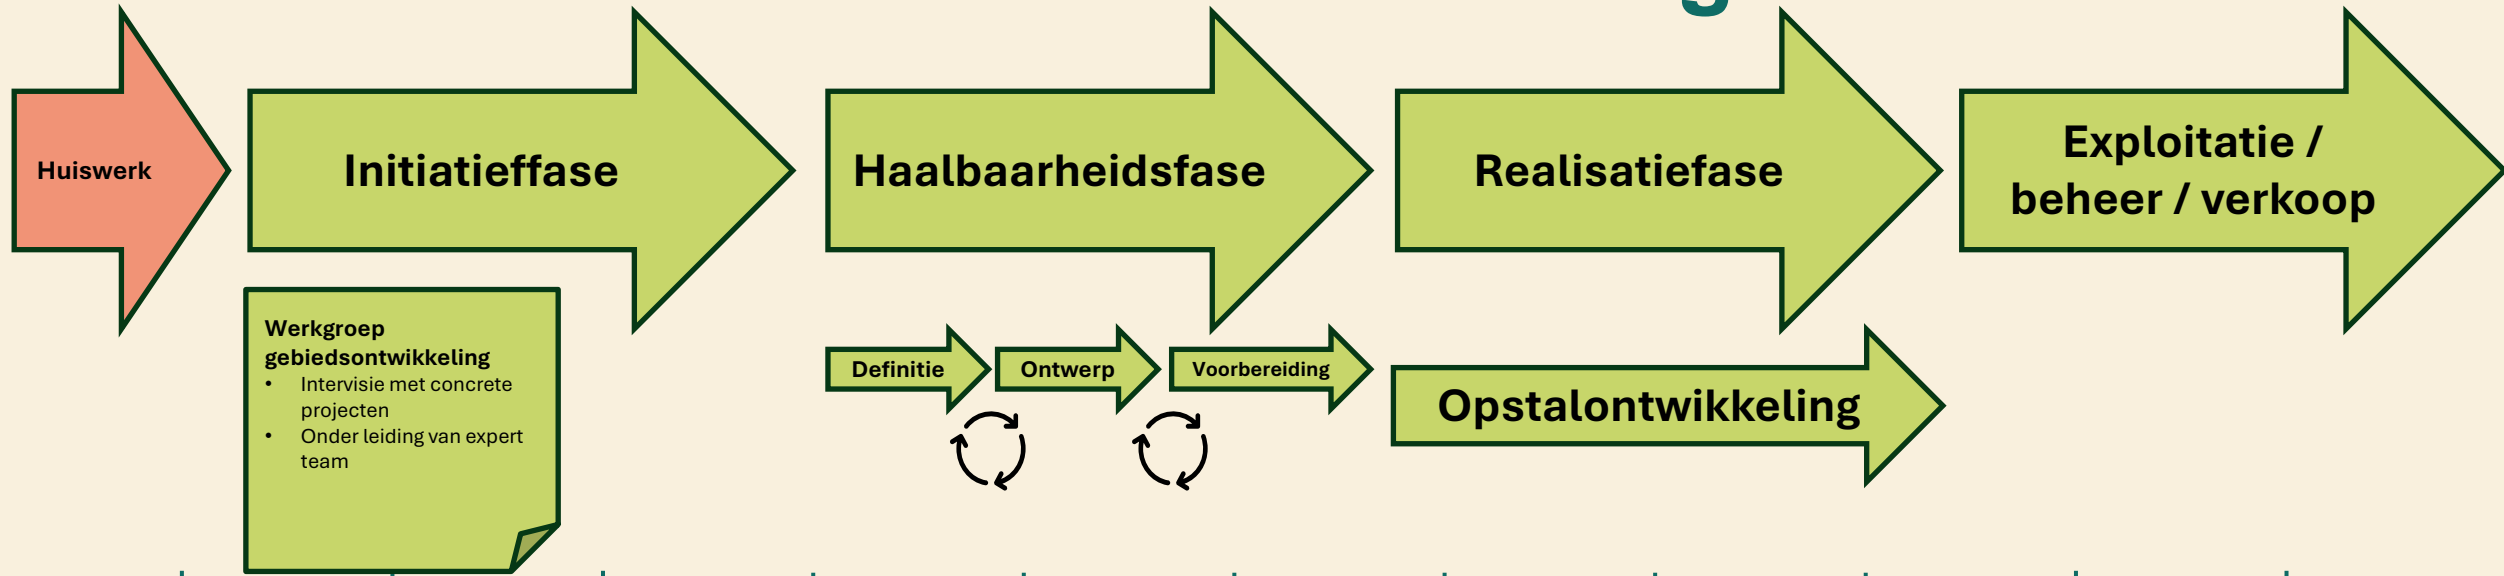 Huiswerk
Initiatieffase
Haalbaarheidsfase
Realisatiefase
Exploitatie /
beheer / verkoop
Werkgroep
gebiedsontwikkeling
• Intervisie met concrete
projecten
• Onder leiding van expert
team
Definitie
Ontwerp
Voorbereiding
Opstalontwikkeling